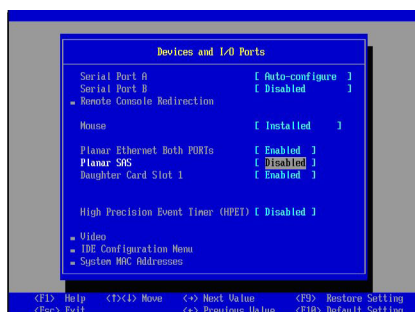 Devices and I/O Ports
Serial Port A [ Auto-configure ]
Serial Port B [ Disabled ]
Remote Console Redirection
Mouse [ Installed ]
Planar Ethernet Both PORTs [ Enabled ]
Planar SAS [ Disabled ]
Daughter Card Slot 1 [ Enabled ]
High Precision Event Timer (HPET) [ Disabled ]
Video
IDE Configuration Menu
System MAC Addresses
<F1> Help <↑><↓> Move <→> Next Value <F9> Restore Setting
<Esc> Exit <←> Previous Value <F10> Default Setting